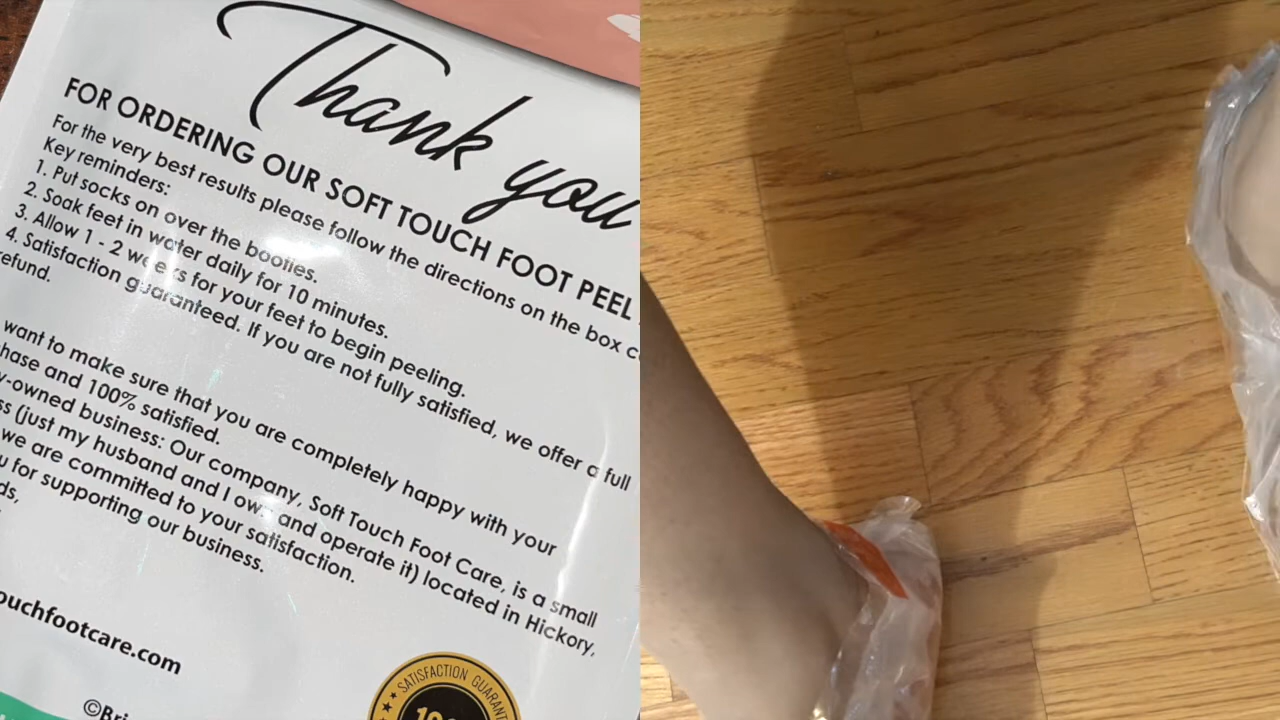 Thank you
FOR ORDERING OUR SOFT TOUCH FOOT PEEL
For the very best results please follow the directions on the box
Key reminders:
1. Put socks on over the booties.
2. Soak feet in water daily for 10 minutes.
3. Allow 1 - 2 weeks for your feet to begin peeling.
4. Satisfaction guaranteed. If you are not fully satisfied, we offer a full
refund.
want to make sure that you are completely happy with your
and 100% satisfied.
owned business: Our company, Soft Touch Foot Care, is a small
(just my husband and I own and operate it) located in Hickory,
we are committed to your satisfaction.
for supporting our business.
ouchfootcare.com
SATISFACTION GUARANT
100
©Bri